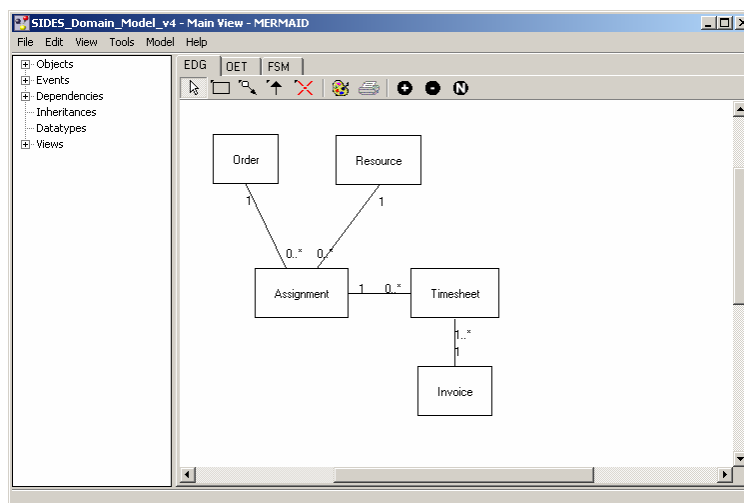 SIDES_Domain_Model_v4 - Main View - MERMAID
File Edit View Tools Model Help
Objects
Events
Dependencies
Inheritances
Datatypes
Views
EDG OET FSM
N
Order Resource
1 1
0..* 0..*
Assignment 1 0..* Timesheet
1..*
1
Invoice